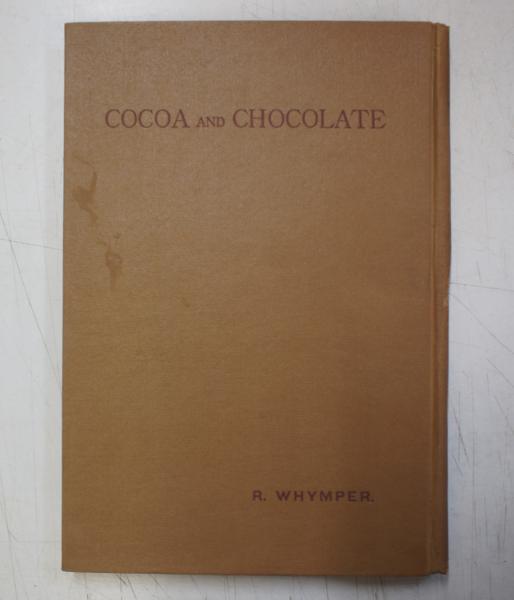 COCOA AND CHOCOLATE
R. WHYMPER.